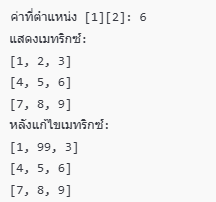 ค่าที่ตำแหน่ง [1][2]: 6
แสดงเมทริกซ์:
[1, 2, 3]
[4, 5, 6]
[7, 8, 9]
หลังแก้ไขเมทริกซ์:
[1, 99, 3]
[4, 5, 6]
[7, 8, 9]